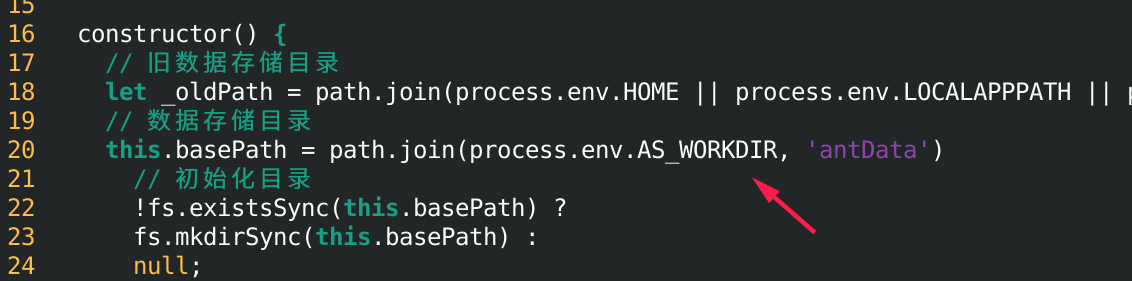 15
16 constructor() {
17 // 旧数据存储目录
18 let _oldPath = path.join(process.env.HOME || process.env.LOCALAPPPATH ||
19 // 数据存储目录
20 this.basePath = path.join(process.env.AS_WORKDIR, 'antData')
21 // 初始化目录
22 !fs.existsSync(this.basePath) ?
23 fs.mkdirSync(this.basePath) :
24 null;